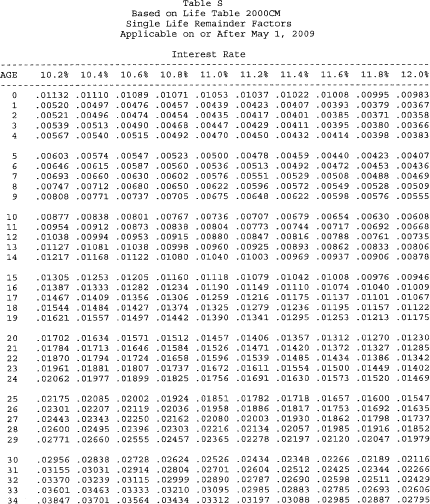 Table S
Based on Life Table 2000CM
Single Life Remainder Factors
Applicable on or After May 1, 2009
Interest Rate
AGE 10.2% 10.4% 10.6% 10.8% 11.0% 11.2% 11.4% 11.6% 11.8% 12.0%
0 .01132 .01110 .01089 .01071 .01053 .01037 .01022 .01008 .00995 .00983
1 .00520 .00497 .00476 .00457 .00439 .00423 .00407 .00393 .00379 .00367
2 .00521 .00496 .00474 .00454 .00435 .00417 .00401 .00385 .00371 .00358
3 .00539 .00513 .00490 .00468 .00447 .00429 .00411 .00395 .00380 .00366
4 .00567 .00540 .00515 .00492 .00470 .00450 .00432 .00414 .00398 .00383
5 .00603 .00574 .00547 .00523 .00500 .00478 .00459 .00440 .00423 .00407
6 .00646 .00615 .00587 .00560 .00536 .00513 .00492 .00472 .00453 .00436
7 .00693 .00660 .00630 .00602 .00576 .00551 .00529 .00508 .00488 .00469
8 .00747 .00712 .00680 .00650 .00622 .00596 .00572 .00549 .00528 .00509
9 .00808 .00771 .00737 .00705 .00675 .00648 .00622 .00598 .00576 .00555
10 .00877 .00838 .00801 .00767 .00736 .00707 .00679 .00654 .00630 .00608
11 .00954 .00912 .00873 .00838 .00804 .00773 .00744 .00717 .00692 .00668
12 .01038 .00994 .00953 .00915 .00880 .00847 .00816 .00788 .00761 .00735
13 .01127 .01081 .01038 .00998 .00960 .00925 .00893 .00862 .00833 .00806
14 .01217 .01168 .01122 .01080 .01040 .01003 .00969 .00937 .00906 .00878
15 .01305 .01253 .01205 .01160 .01118 .01079 .01042 .01008 .00976 .00946
16 .01387 .01333 .01282 .01234 .01190 .01149 .01110 .01074 .01040 .01009
17 .01467 .01409 .01356 .01306 .01259 .01216 .01175 .01137 .01101 .01067
18 .01544 .01484 .01427 .01374 .01325 .01279 .01236 .01195 .01157 .01122
19 .01621 .01557 .01497 .01442 .01390 .01341 .01295 .01253 .01213 .01175
20 .01702 .01634 .01571 .01512 .01457 .01406 .01357 .01312 .01270 .01230
21 .01784 .01713 .01646 .01584 .01526 .01471 .01420 .01372 .01327 .01285
22 .01870 .01794 .01724 .01658 .01596 .01539 .01485 .01434 .01386 .01342
23 .01961 .01881 .01807 .01737 .01672 .01611 .01554 .01500 .01449 .01402
24 .02062 .01977 .01899 .01825 .01756 .01691 .01630 .01573 .01520 .01469
25 .02175 .02085 .02002 .01924 .01851 .01782 .01718 .01657 .01600 .01547
26 .02301 .02207 .02119 .02036 .01958 .01886 .01817 .01753 .01692 .01635
27 .02443 .02343 .02250 .02162 .02080 .02003 .01930 .01862 .01798 .01737
28 .02600 .02495 .02396 .02303 .02216 .02134 .02057 .01985 .01916 .01852
29 .02771 .02660 .02555 .02457 .02365 .02278 .02197 .02120 .02047 .01979
30 .02956 .02838 .02728 .02624 .02526 .02434 .02348 .02266 .02189 .02116
31 .03155 .03031 .02914 .02804 .02701 .02604 .02512 .02425 .02344 .02266
32 .03370 .03239 .03115 .02999 .02890 .02787 .02690 .02598 .02511 .02429
33 .03601 .03463 .03333 .03210 .03095 .02985 .02883 .02785 .02693 .02606
34 .03847 .03701 .03564 .03434 .03312 .03197 .03088 .02985 .02887 .02795